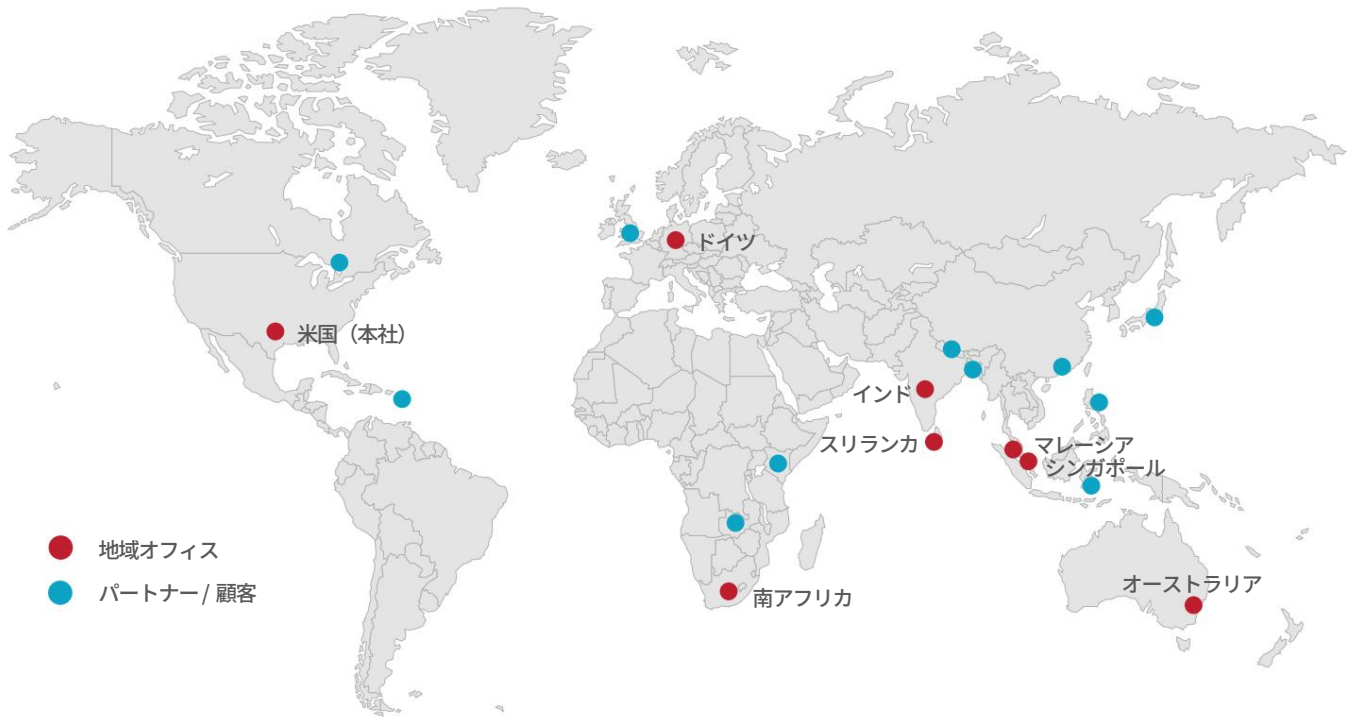 ドイツ
米国（本社）
インド
スリランカ
マレーシア
シンガポール
地域オフィス
オーストラリア
パートナー / 顧客
南アフリカ